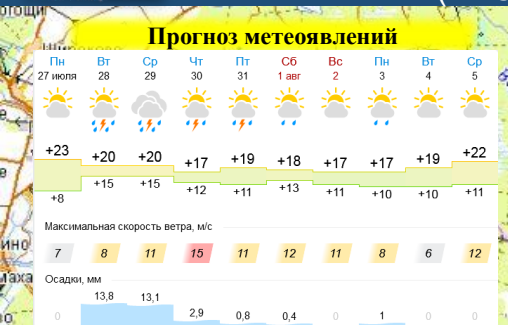 Прогноз метеоявлений
Пн Вт Ср Чт Пт Сб Вс Пн Вт Ср
27 июля 28 29 30 31 1 авг 2 3 4 5
+23 +20 +20 +17 +19 +18 +17 +17 +19 +22
+8 +15 +15 +12 +11 +13 +11 +10 +10 +11
Максимальная скорость ветра, м/с
7 8 11 15 11 12 11 8 6 12
Осадки, мм
0 13,8 13,1 2,9 0,8 0,4 0 1 0 0